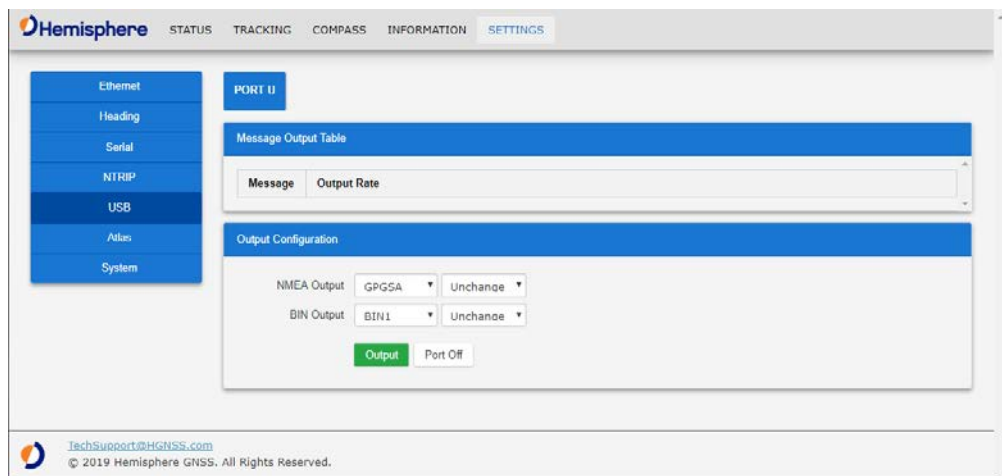 Hemisphere STATUS TRACKING COMPASS INFORMATION SETTINGS
Ethernet
Heading
Serial
NTRIP
USB
Atlas
System
PORT U
Message Output Table
Message Output Rate
Output Configuration
NMEA Output GPGSA Unchange
BIN Output BIN1 Unchange
Output Port Off
TechSupport@HGNSS.com
© 2019 Hemisphere GNSS. All Rights Reserved.